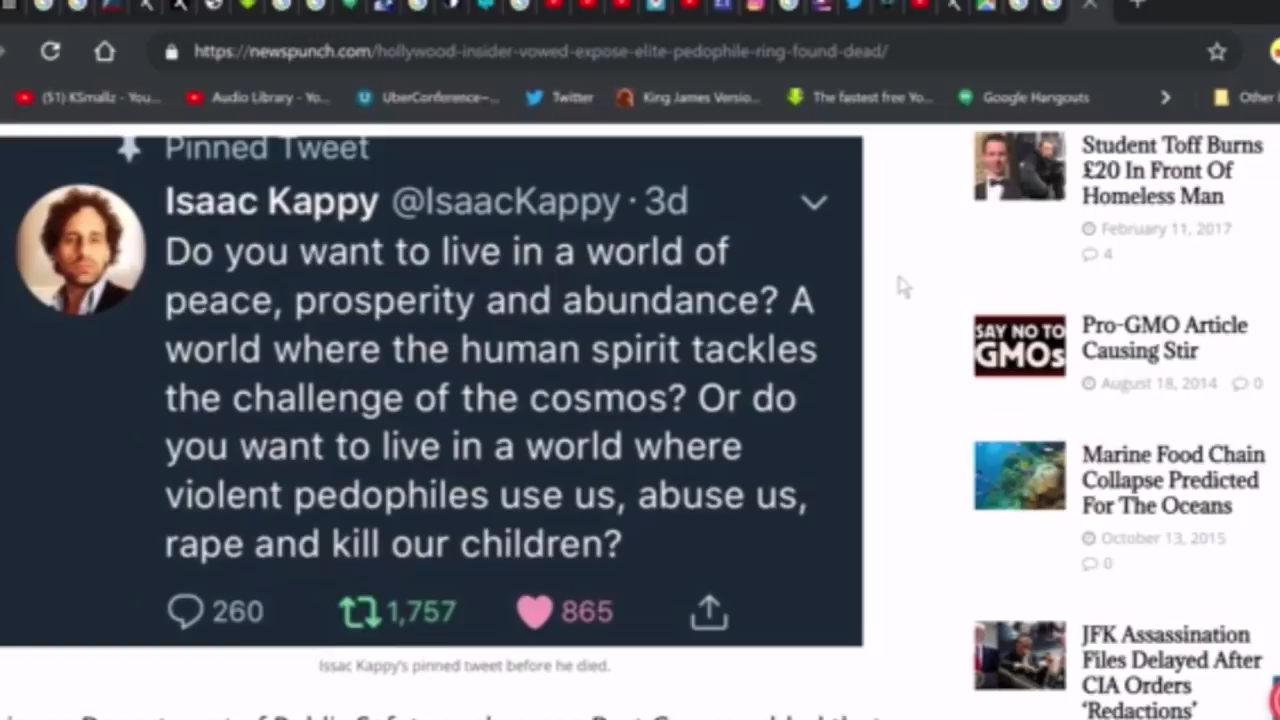 https://newspunch.com/hollywood-insider-vowed-expose-elite-pedophile-ring-found-dead/
(51) KSmallz - You...
Audio Library - Yo...
UberConference-...
Twitter
King James Versio...
The fastest free Yo...
Google Hangouts
Other
Pinned Tweet
Isaac Kappy @IsaacKappy · 3d
Do you want to live in a world of
peace, prosperity and abundance? A
world where the human spirit tackles
the challenge of the cosmos? Or do
you want to live in a world where
violent pedophiles use us, abuse us,
rape and kill our children?
260 1,757 865
Issac Kappy's pinned tweet before he died.
Student Toff Burns
£20 In Front Of
Homeless Man
February 11, 2017
4
SAY NO TO
GMOs
Pro-GMO Article
Causing Stir
August 18, 2014 0
Marine Food Chain
Collapse Predicted
For The Oceans
October 13, 2015
0
JFK Assassination
Files Delayed After
CIA Orders
'Redactions'